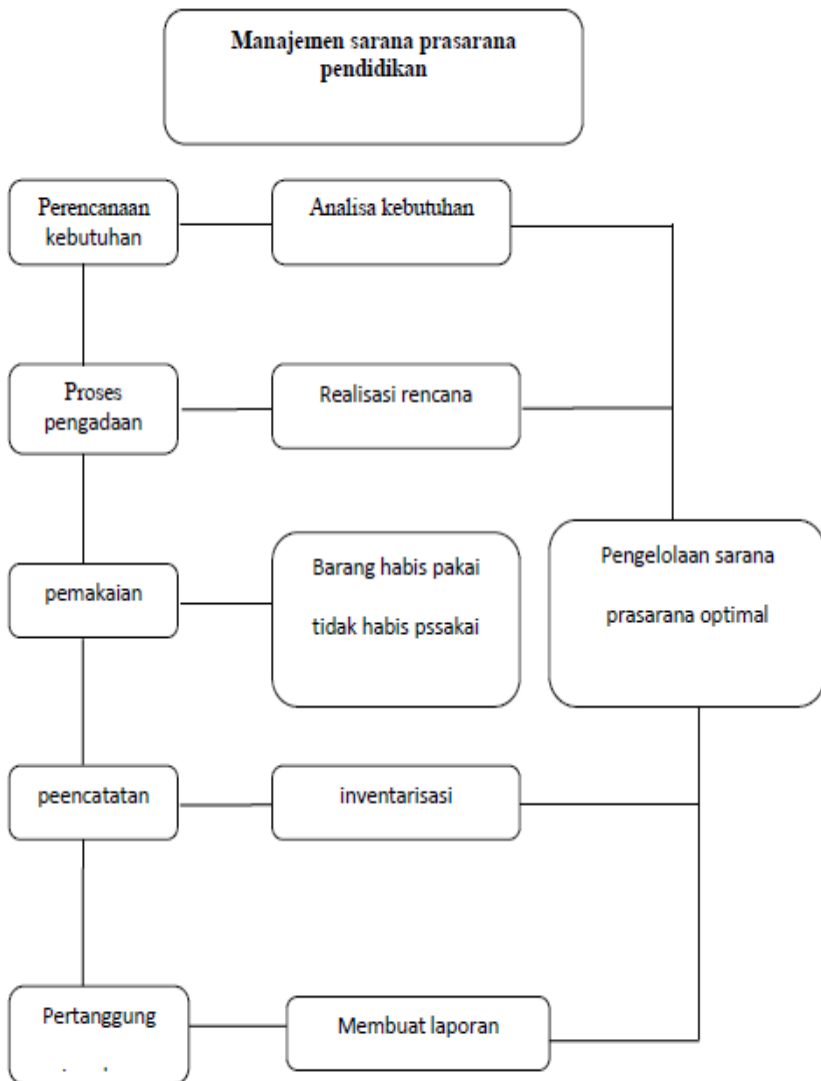 Manajemen sarana prasarana
pendidikan
Perencanaan
kebutuhan
Analisa kebutuhan
Proses
pengadaan
Realisasi rencana
pemakaian
Barang habis pakai
tidak habis pssakai
Pengelolaan sarana
prasarana optimal
peencatatan
inventarisasi
Pertanggung
Membuat laporan